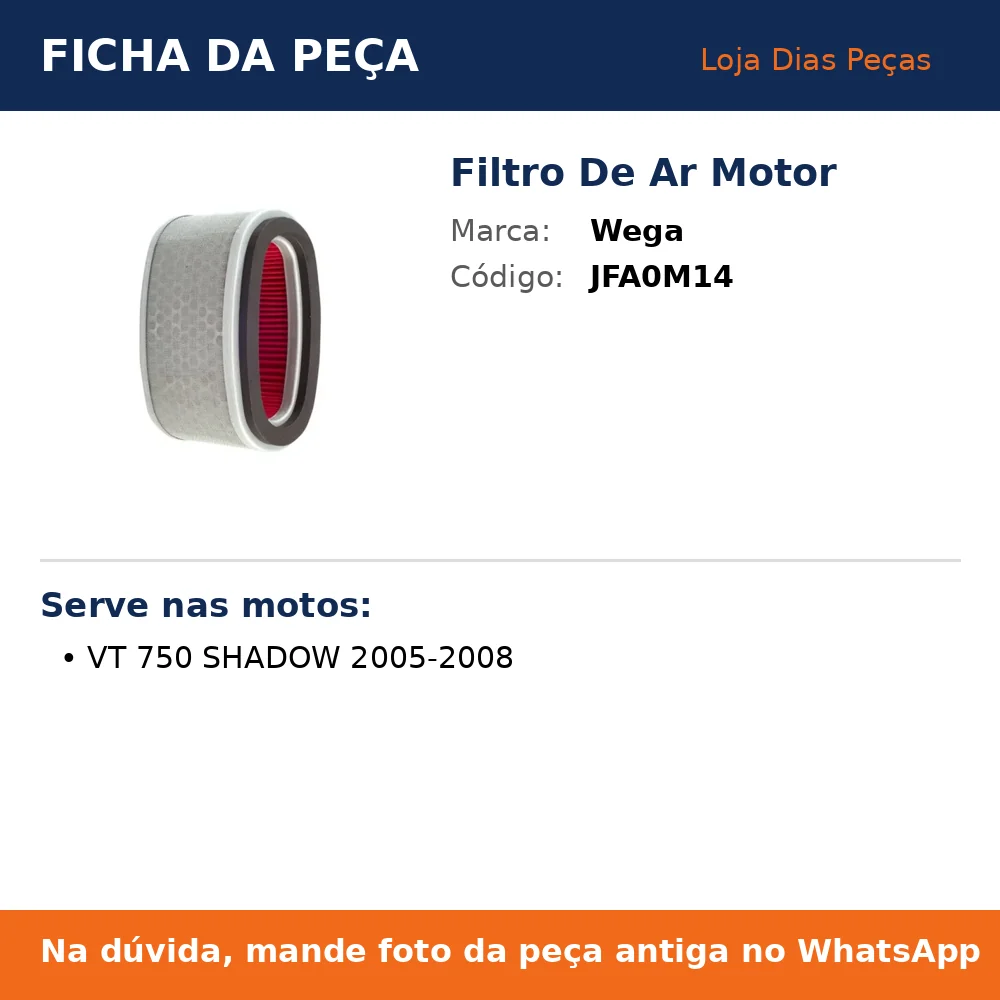 FICHA DA PEÇA
Loja Dias Peças
Filtro De Ar Motor
Marca: Wega
Código: JFA0M14
Serve nas motos:
• VT 750 SHADOW 2005-2008
Na dúvida, mande foto da peça antiga no WhatsApp